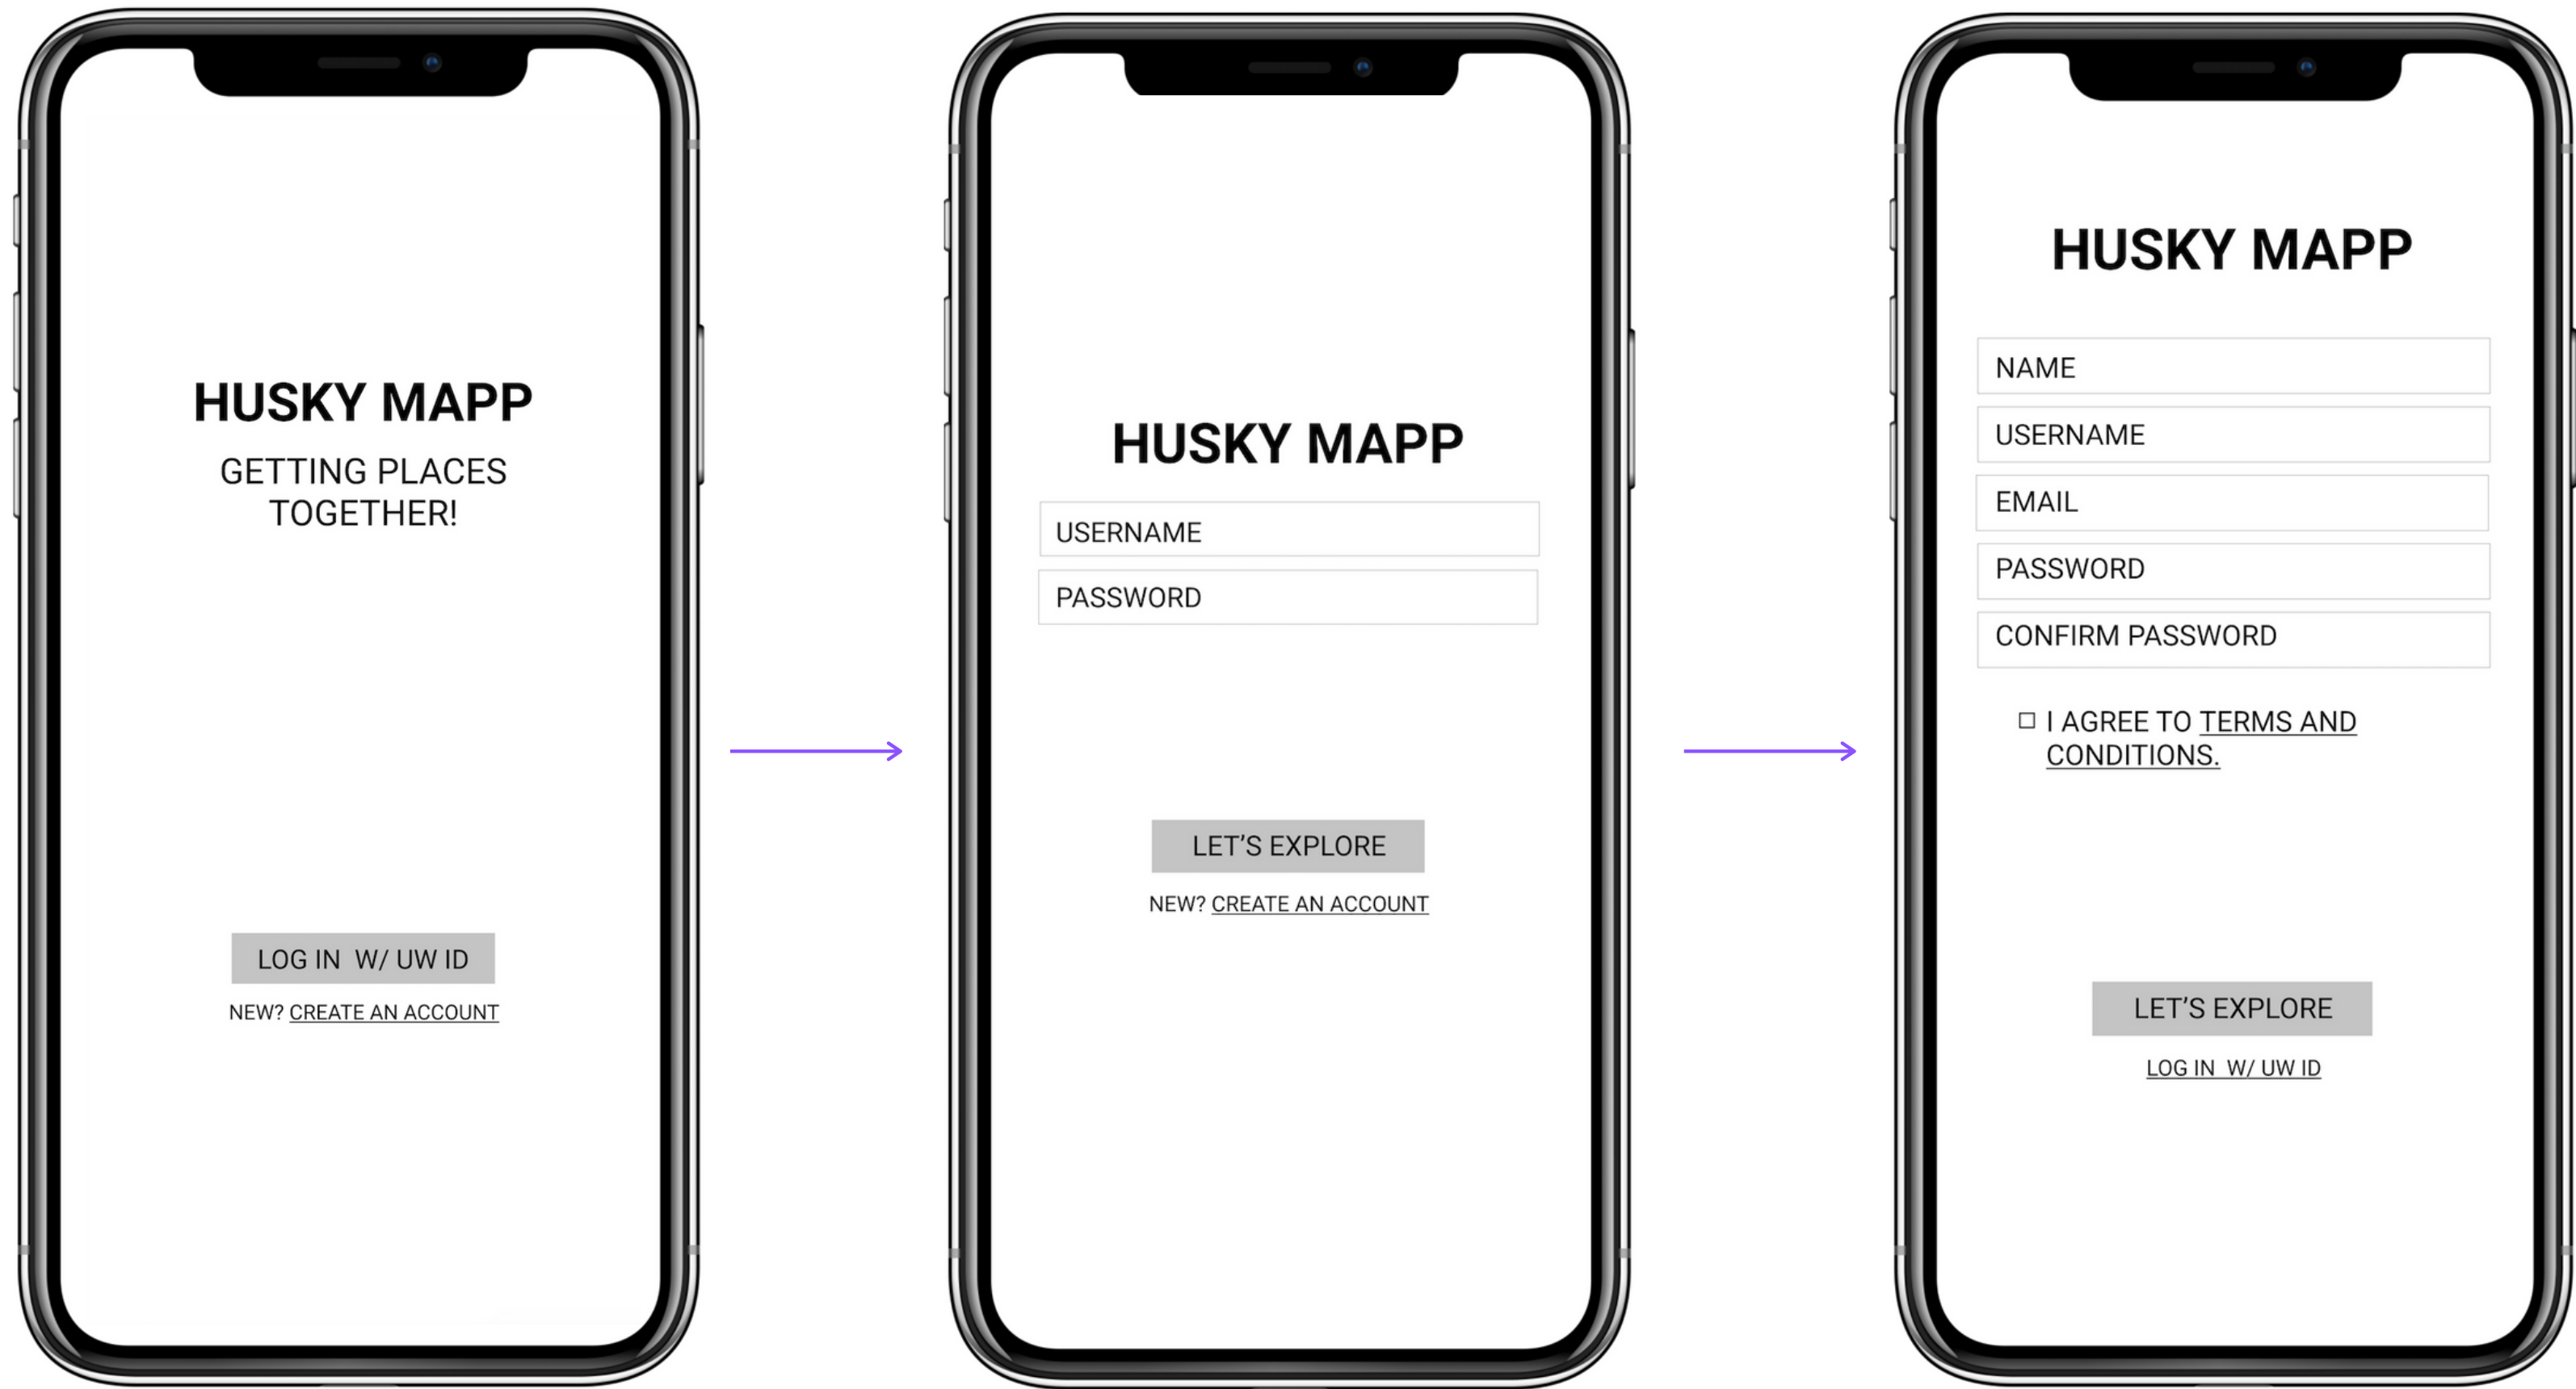 HUSKY MAPP
GETTING PLACES
TOGETHER!
LOG IN  W/ UW ID
NEW? CREATE AN ACCOUNT
HUSKY MAPP
USERNAME
PASSWORD
LET'S EXPLORE
NEW? CREATE AN ACCOUNT
HUSKY MAPP
NAME
USERNAME
EMAIL
PASSWORD
CONFIRM PASSWORD
I AGREE TO TERMS AND
CONDITIONS.
LET'S EXPLORE
LOG IN  W/ UW ID